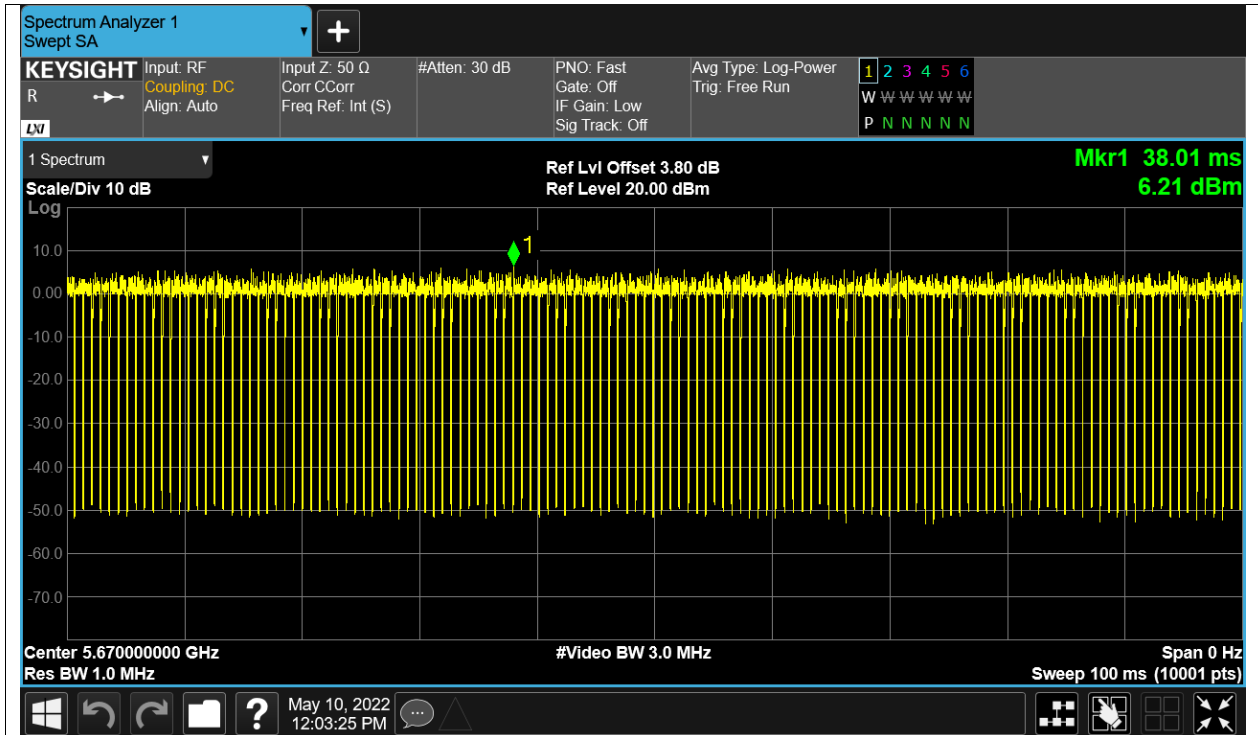 Spectrum Analyzer 1
Swept SA
+
KEYSIGHT
R
LXI
Input: RF
Coupling: DC
Align: Auto
Input Z: 50 Ω
Corr CCorr
Freq Ref: Int (S)
#Atten: 30 dB
PNO: Fast
Gate: Off
IF Gain: Low
Sig Track: Off
Avg Type: Log-Power
Trig: Free Run
1 2 3 4 5 6
W W W W W W
P N N N N N
1 Spectrum
Scale/Div 10 dB
Log
Ref Lvl Offset 3.80 dB
Ref Level 20.00 dBm
Mkr1 38.01 ms
6.21 dBm
1
10.0
0.00
-10.0
-20.0
-30.0
-40.0
-50.0
-60.0
-70.0
Center 5.670000000 GHz
Res BW 1.0 MHz
#Video BW 3.0 MHz
Span 0 Hz
Sweep 100 ms (10001 pts)
?
May 10, 2022
12:03:25 PM